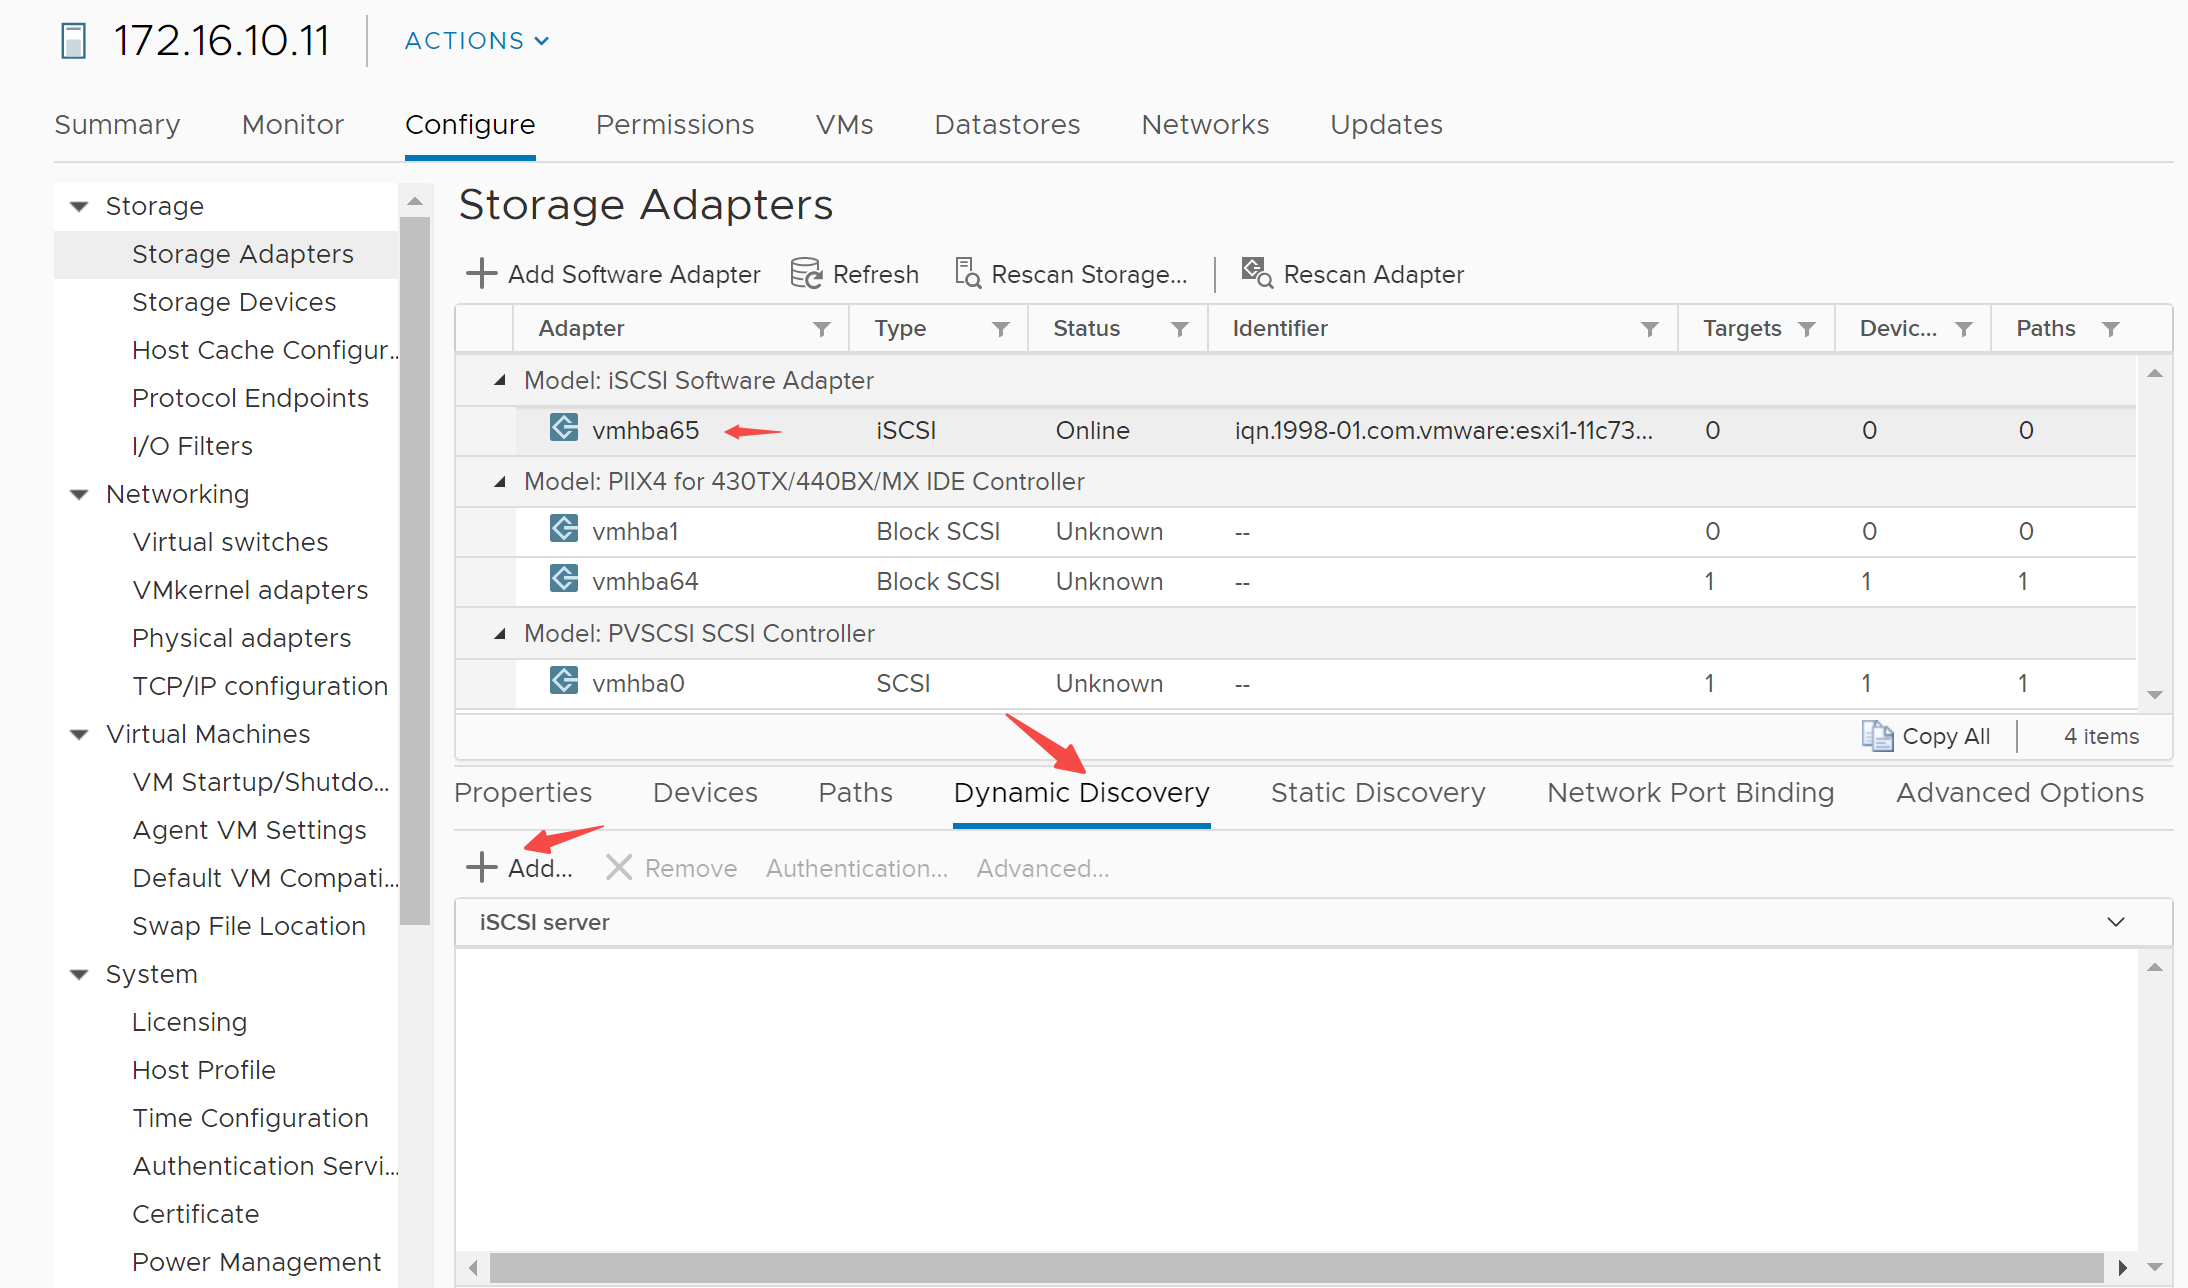 172.16.10.11
ACTIONS
Summary Monitor Configure Permissions VMs Datastores Networks Updates
Storage
Storage Adapters
Storage Devices
Host Cache Configur...
Protocol Endpoints
I/O Filters
Networking
Virtual switches
VMkernel adapters
Physical adapters
TCP/IP configuration
Virtual Machines
VM Startup/Shutdo...
Agent VM Settings
Default VM Compati...
Swap File Location
System
Licensing
Host Profile
Time Configuration
Authentication Servi...
Certificate
Power Management
Storage Adapters
Add Software Adapter Refresh Rescan Storage... Rescan Adapter
Adapter Type Status Identifier Targets Devic... Paths
Model: iSCSI Software Adapter
vmhba65 iSCSI Online iqn.1998-01.com.vmware:esxi1-11c73... 0 0 0
Model: PIIX4 for 430TX/440BX/MX IDE Controller
vmhba1 Block SCSI Unknown -- 0 0 0
vmhba64 Block SCSI Unknown -- 1 1 1
Model: PVSCSI SCSI Controller
vmhba0 SCSI Unknown -- 1 1 1
Copy All 4 items
Properties Devices Paths Dynamic Discovery Static Discovery Network Port Binding Advanced Options
Add... Remove Authentication... Advanced...
iSCSI server